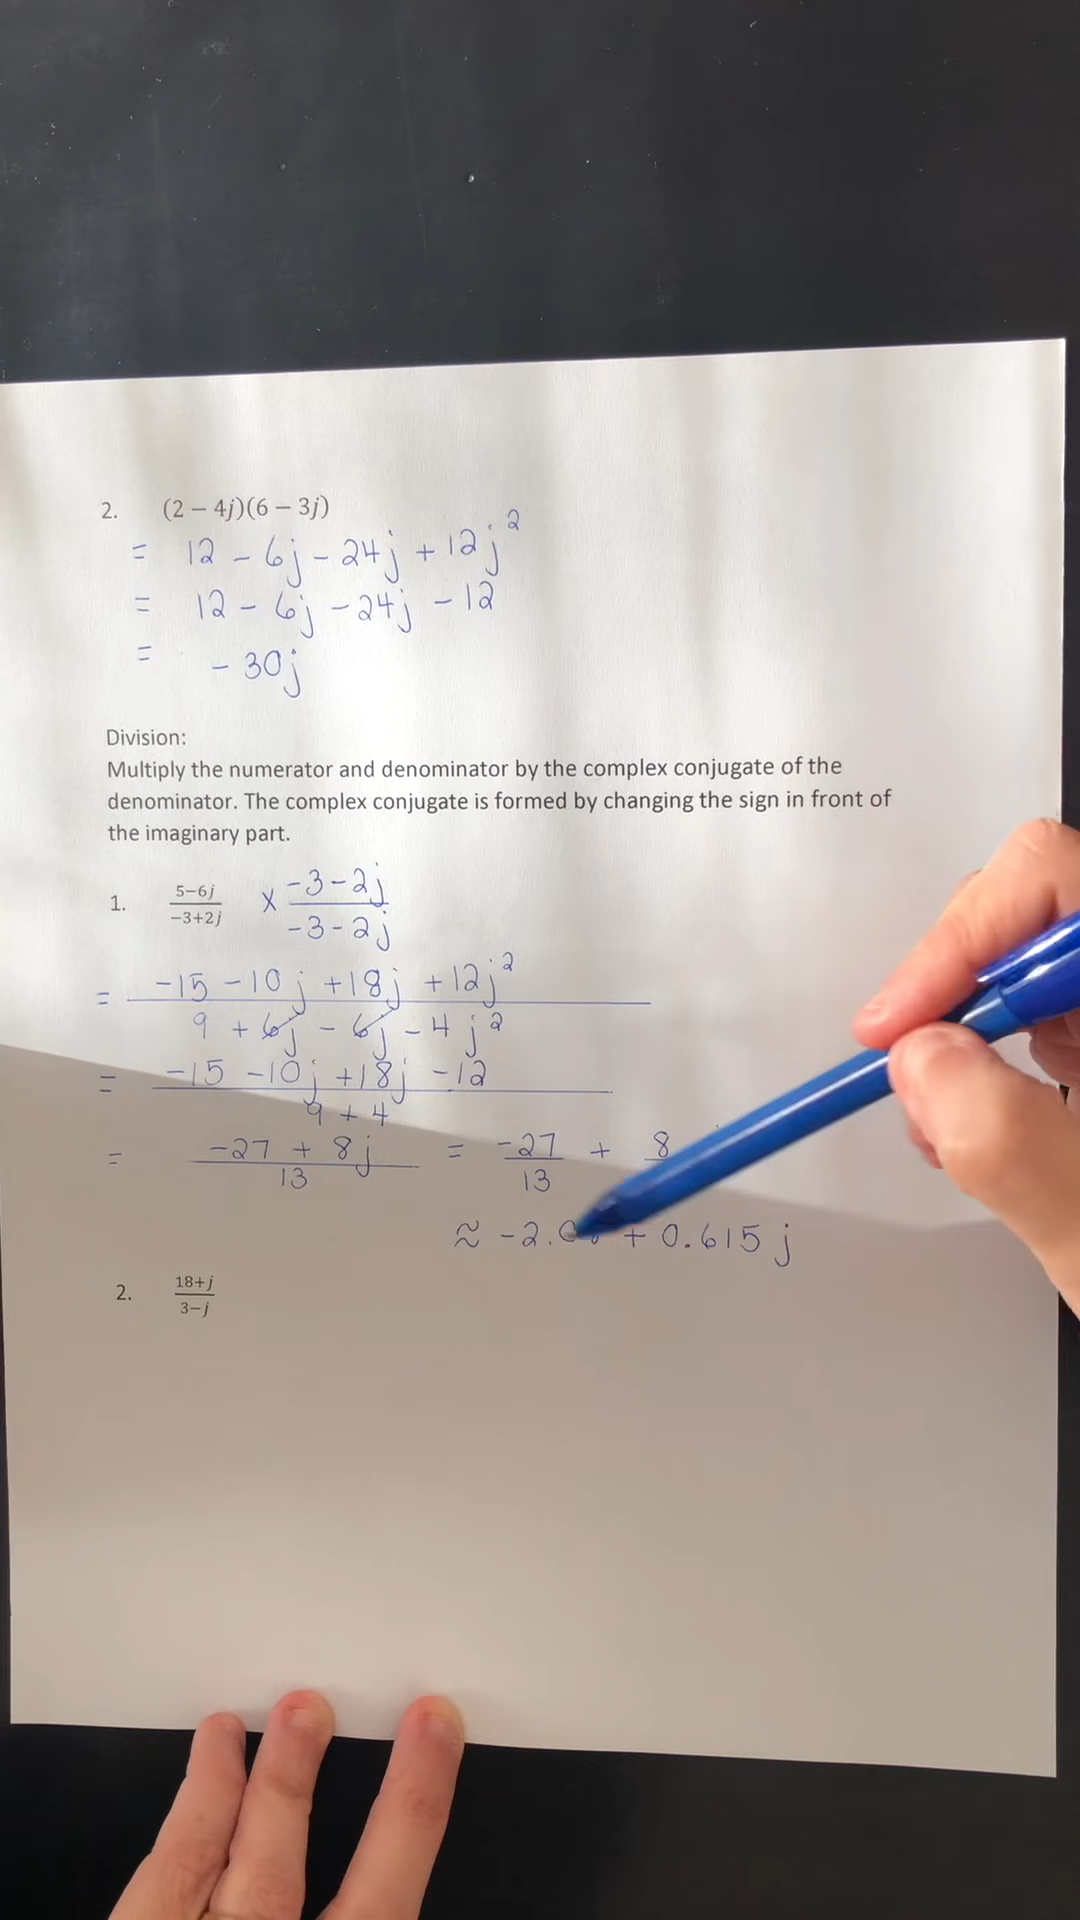 2. (2 – 4j)(6 – 3j)
= 12 - 6j - 24j + 12j²
= 12 - 6j - 24j - 12
= - 30j
Division:
Multiply the numerator and denominator by the complex conjugate of the
denominator. The complex conjugate is formed by changing the sign in front of
the imaginary part.
1. 5−6j × -3-2j
−3+2j -3-2j
= -15 -10j +18j +12j²
9 + 6j - 6j - 4j²
= -15 -10j +18j -12
9 + 4
= -27 + 8j = -27 + 8
13 13
≈ + 0.615j
2. 18+j
3−j